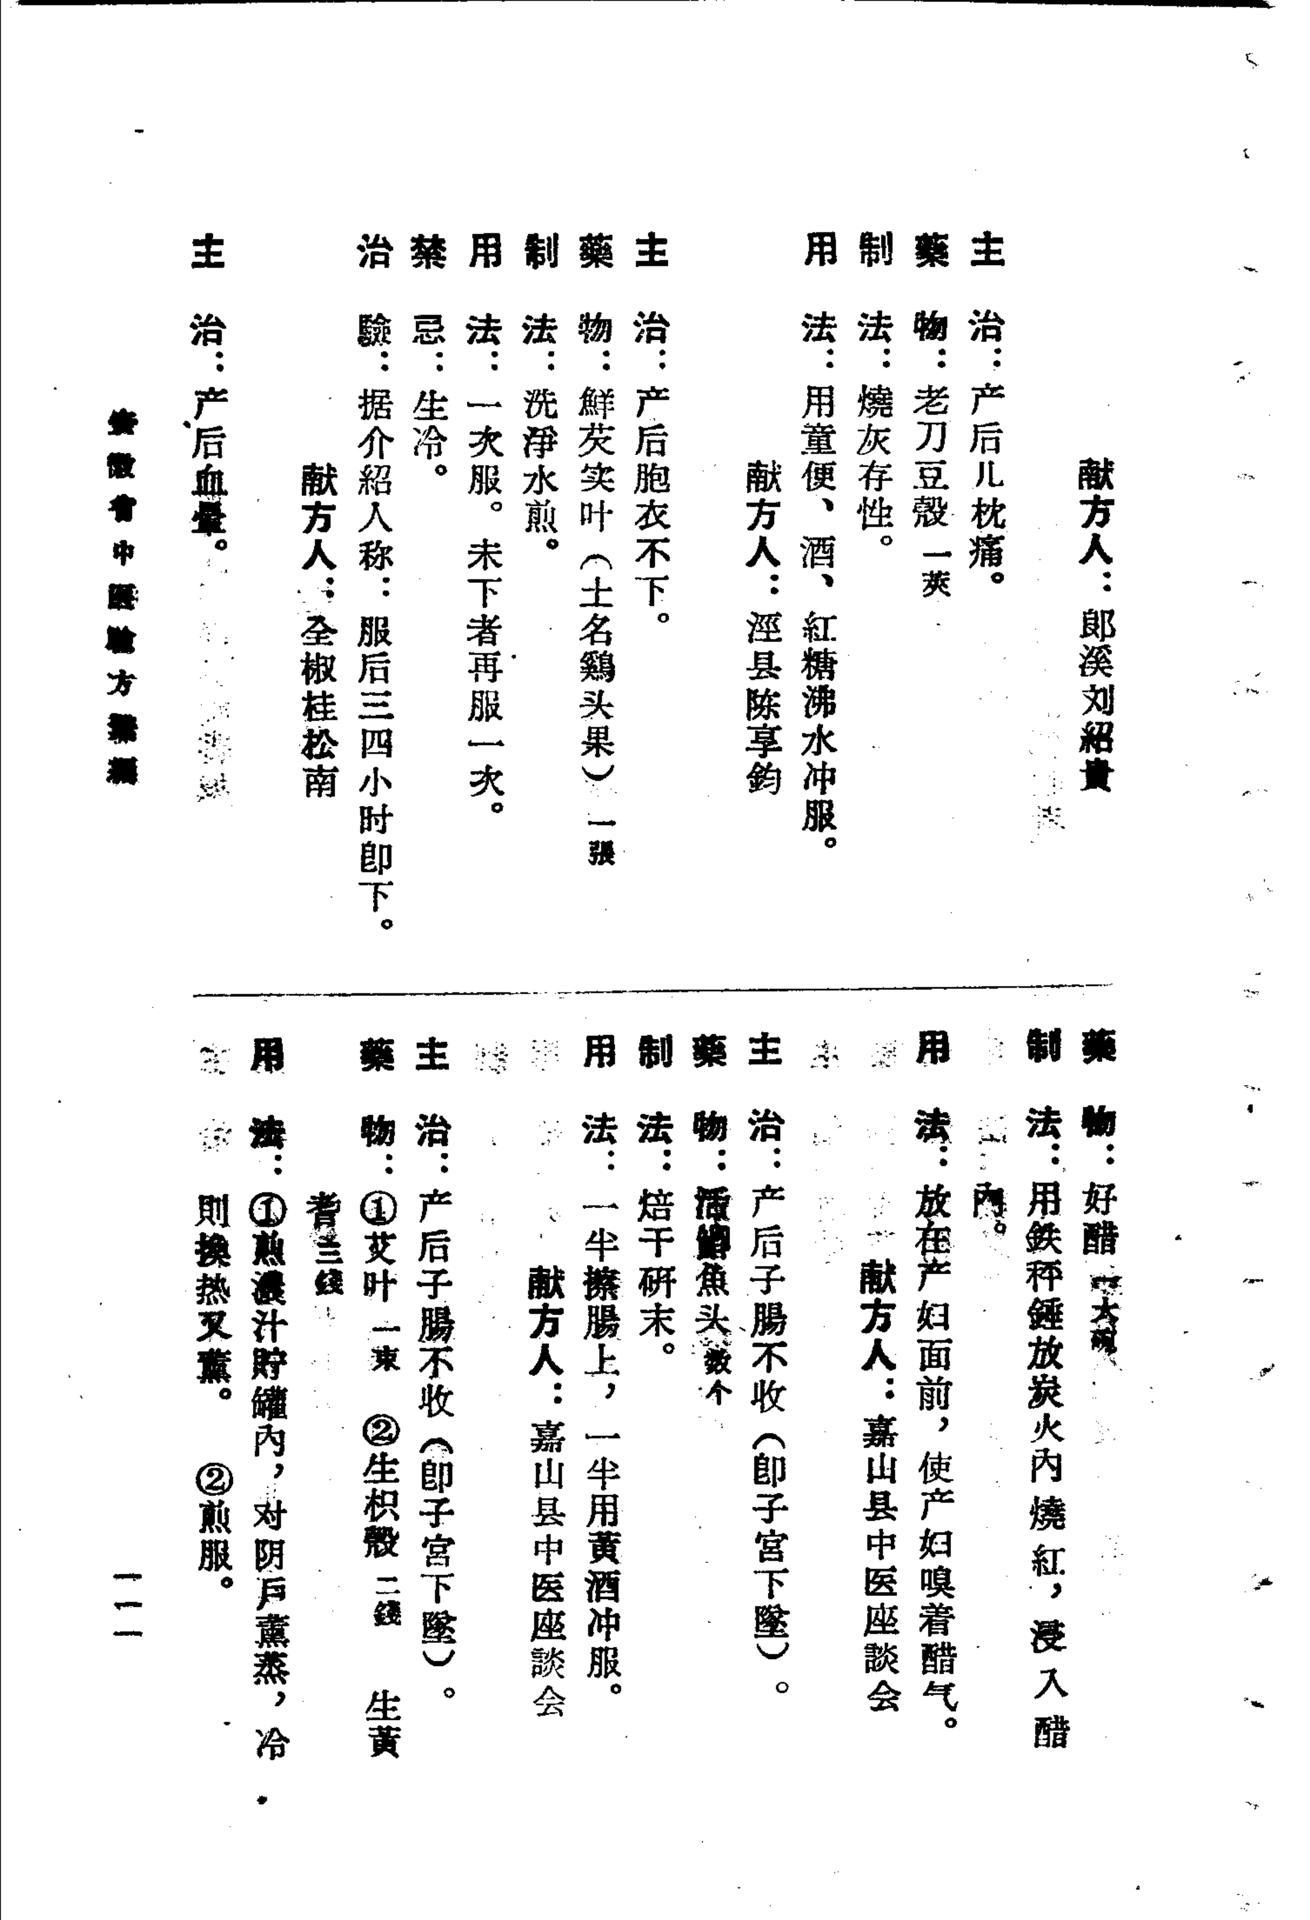 献方人：郎溪刘紹貴
主　治：产后儿枕痛。
藥　物：老刀豆殼一莢
制　法：燒灰存性。
用　法：用童便、酒、紅糖沸水冲服。
献方人：涇县陈享鈞
主　治：产后胞衣不下。
藥　物：鮮芡实叶（土名鷄头果）一張
制　法：洗淨水煎。
用　法：一次服。未下者再服一次。
禁　忌：生冷。
治　驗：据介紹人称：服后三四小时卽下。
献方人：全椒桂松南
主　治：产后血暈。
藥　物：好醋一大碗
制　法：用鉄秤錘放炭火內燒紅，浸入醋
內。
用　法：放在产妇面前，使产妇嗅着醋气。
献方人：嘉山县中医座談会
主　治：产后子腸不收（卽子宮下墜）。
藥　物：活鯽魚头数个
制　法：焙干研末。
用　法：一半擦腸上，一半用黃酒冲服。
献方人：嘉山县中医座談会
主　治：产后子腸不收（卽子宮下墜）。
藥　物：①艾叶一束　②生枳殼二錢　生黃
耆三錢
用　法：①煎濃汁貯罐內，对阴戶薰蒸，冷
則换热又薰。　②煎服。
安徽省中医驗方彙編
一一一